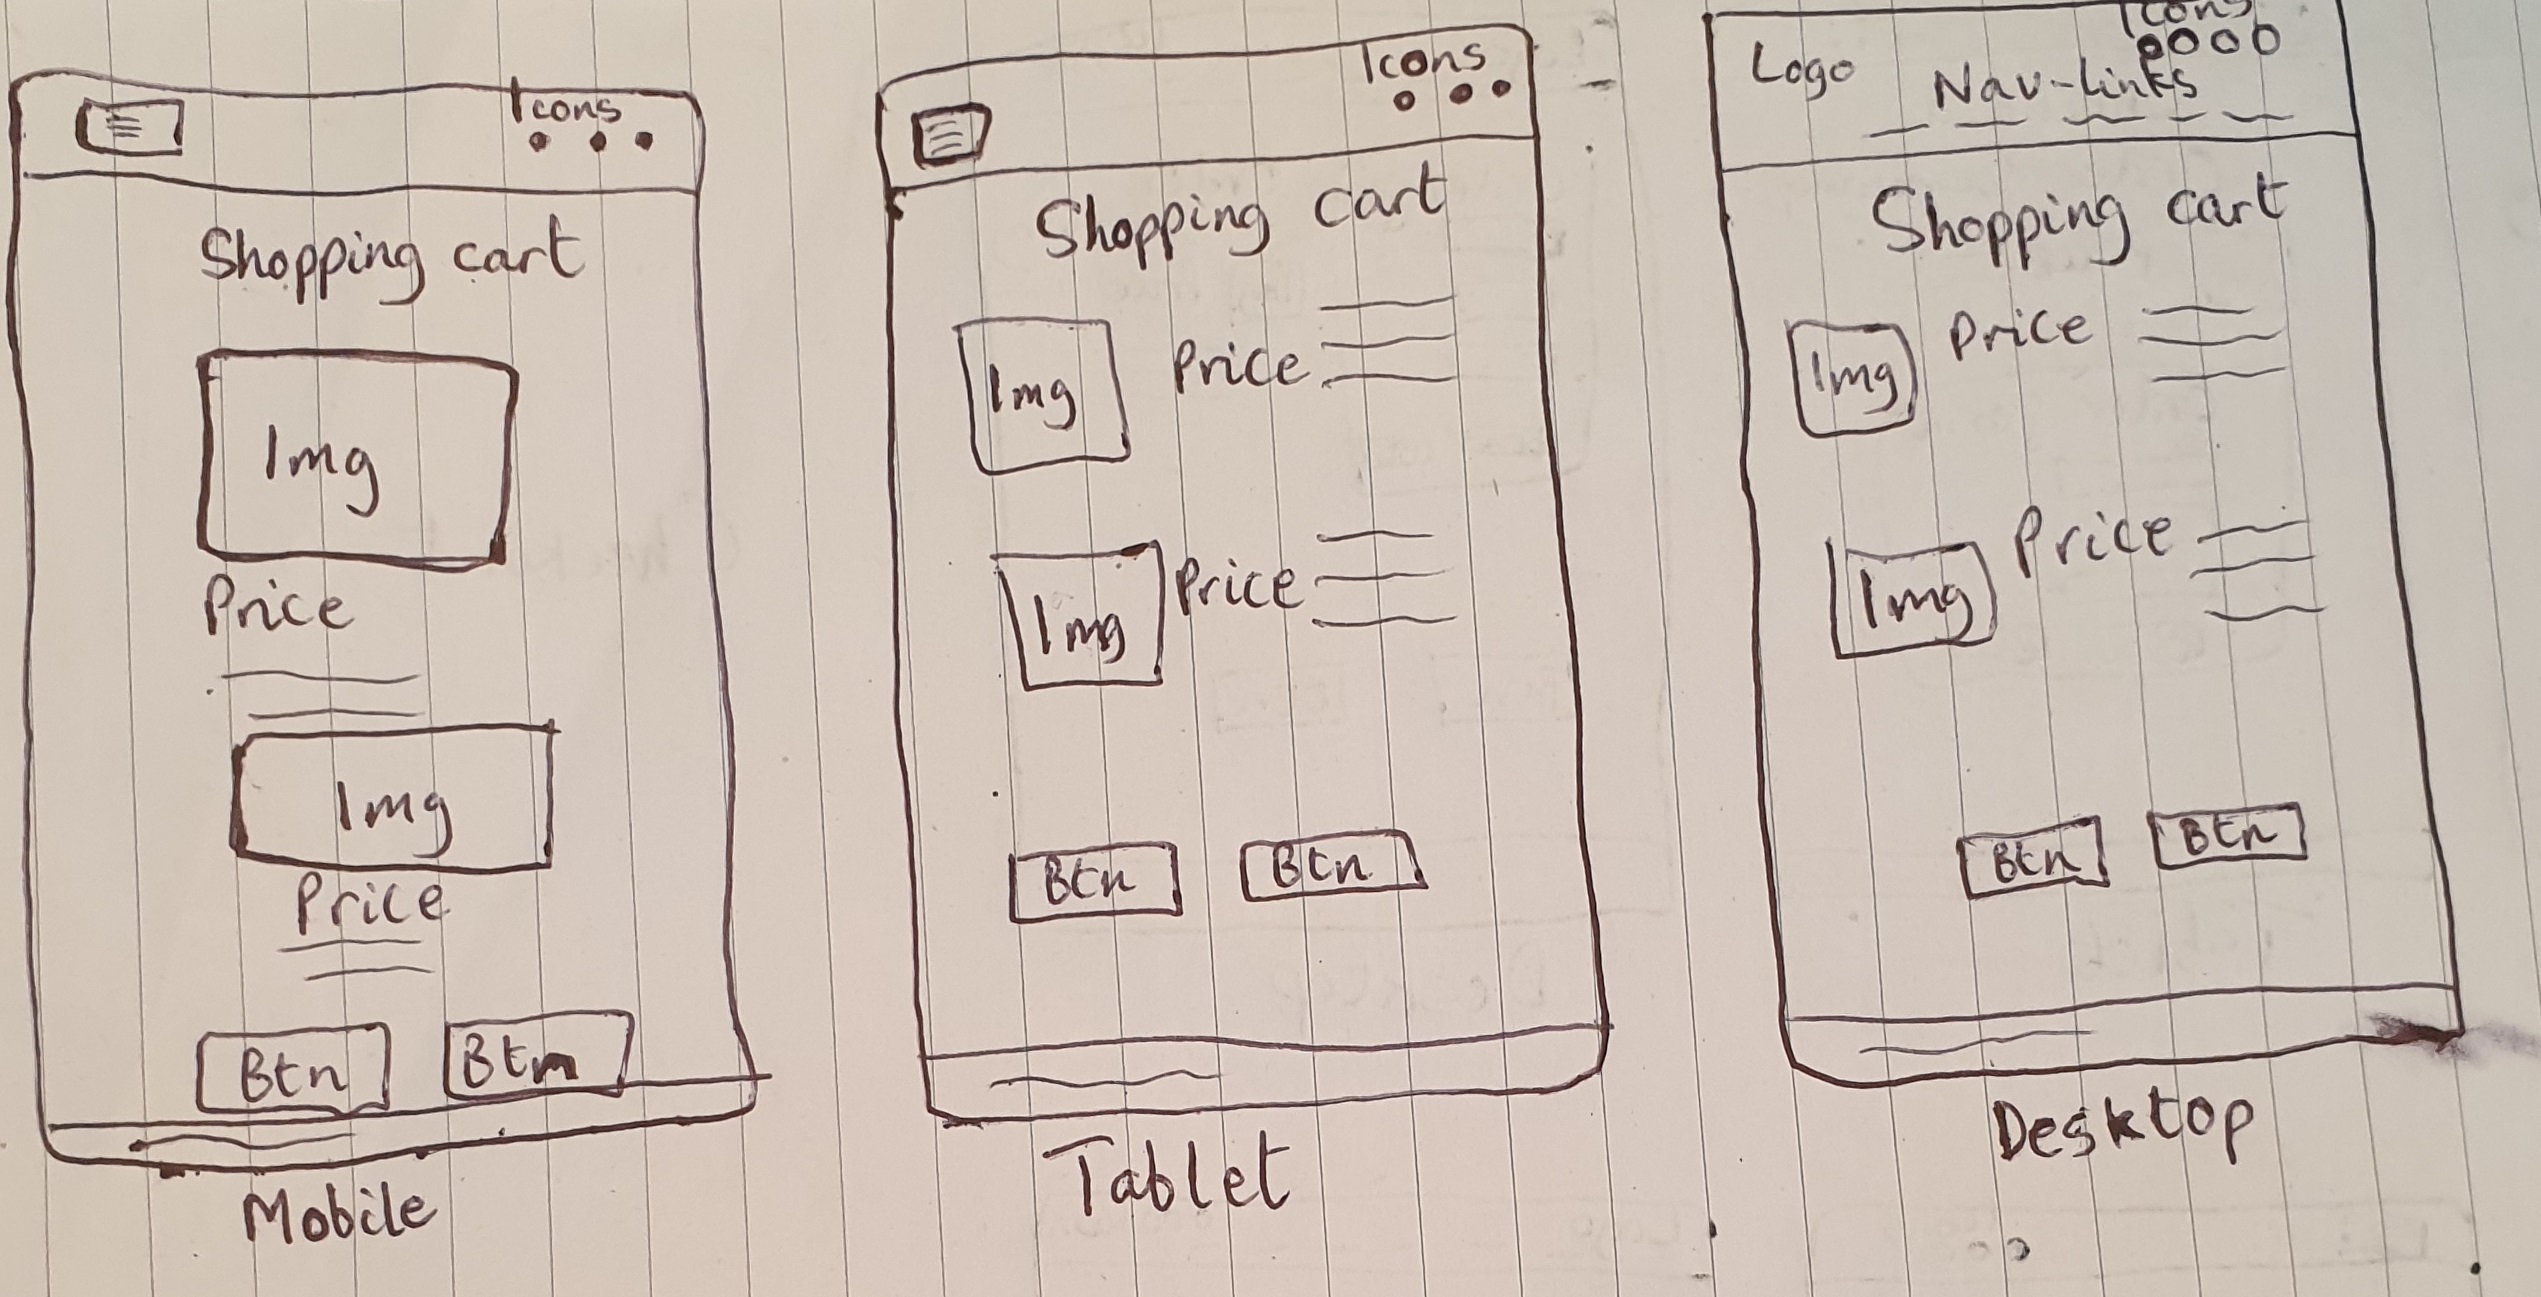 Icons
Shopping cart
Img
Price
Img
Price
Btn
Btn
Mobile
Icons
Shopping cart
Img
Price
Img
Price
Btn
Btn
Tablet
Icons
Logo
Nav-links
Shopping cart
Img
Price
Img
Price
Btn
Btn
Desktop